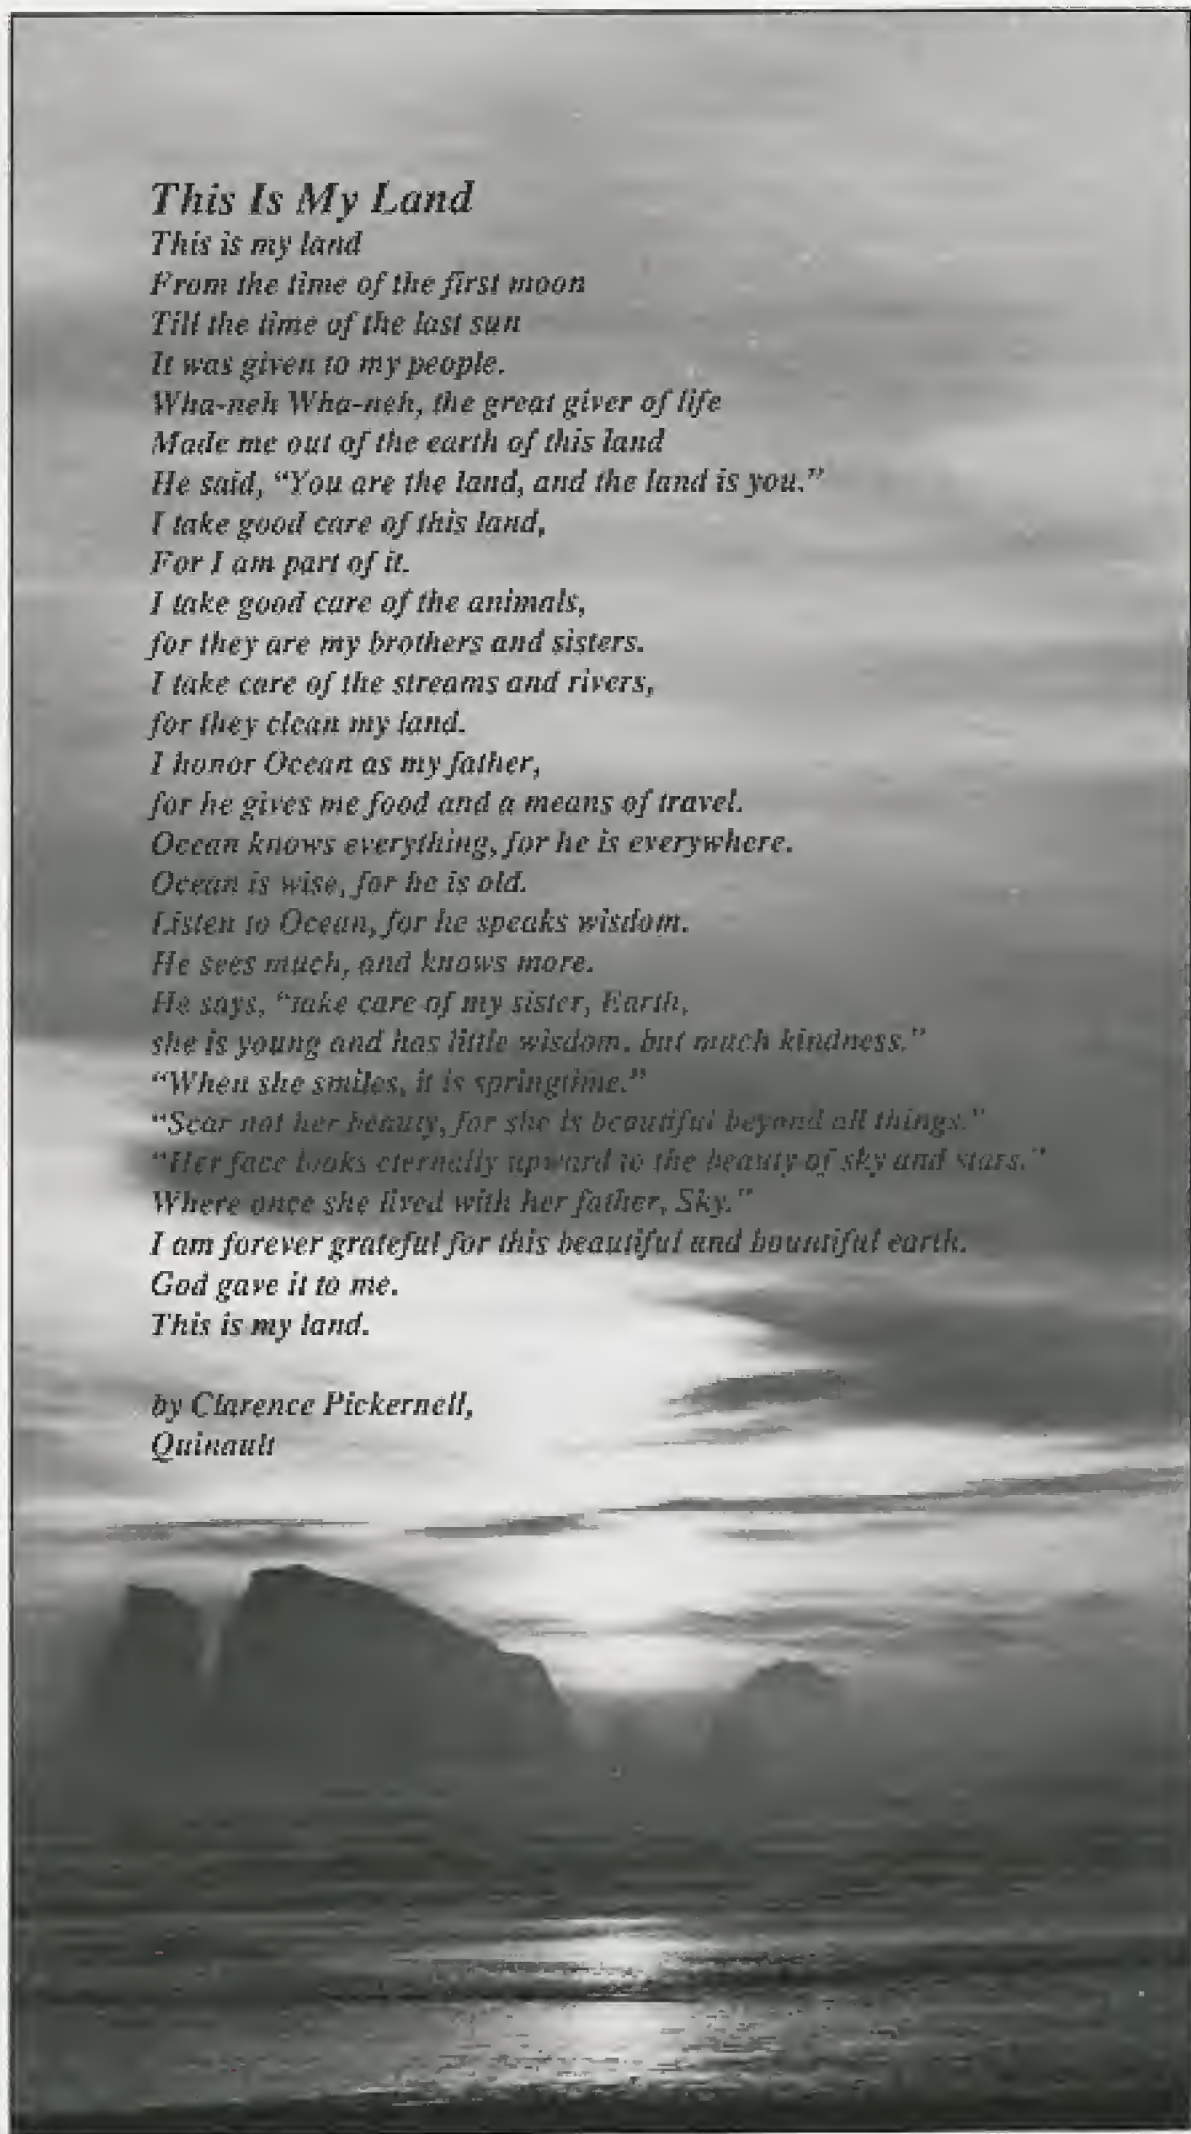 This Is My Land
This is my land
From the time of the first moon
Till the time of the last sun
It was given to my people.
Wha-neh Wha-neh, the great giver of life
Made me out of the earth of this land
He said, “You are the land, and the land is you.”
I take good care of this land,
For I am part of it.
I take good care of the animals,
for they are my brothers and sisters.
I take care of the streams and rivers,
for they clean my land.
I honor Ocean as my father,
for he gives me food and a means of travel.
Ocean knows everything, for he is everywhere.
Ocean is wise, for he is old.
Listen to Ocean, for he speaks wisdom.
He sees much, and knows more.
He says, “take care of my sister, Earth,
she is young and has little wisdom, but much kindness.”
“When she smiles, it is springtime.”
“Scar not her beauty, for she is beautiful beyond all things.”
“Her face looks eternally upward to the beauty of sky and stars.”
Where once she lived with her father, Sky.”
I am forever grateful for this beautiful and bountiful earth.
God gave it to me.
This is my land.
by Clarence Pickernell,
Quinault